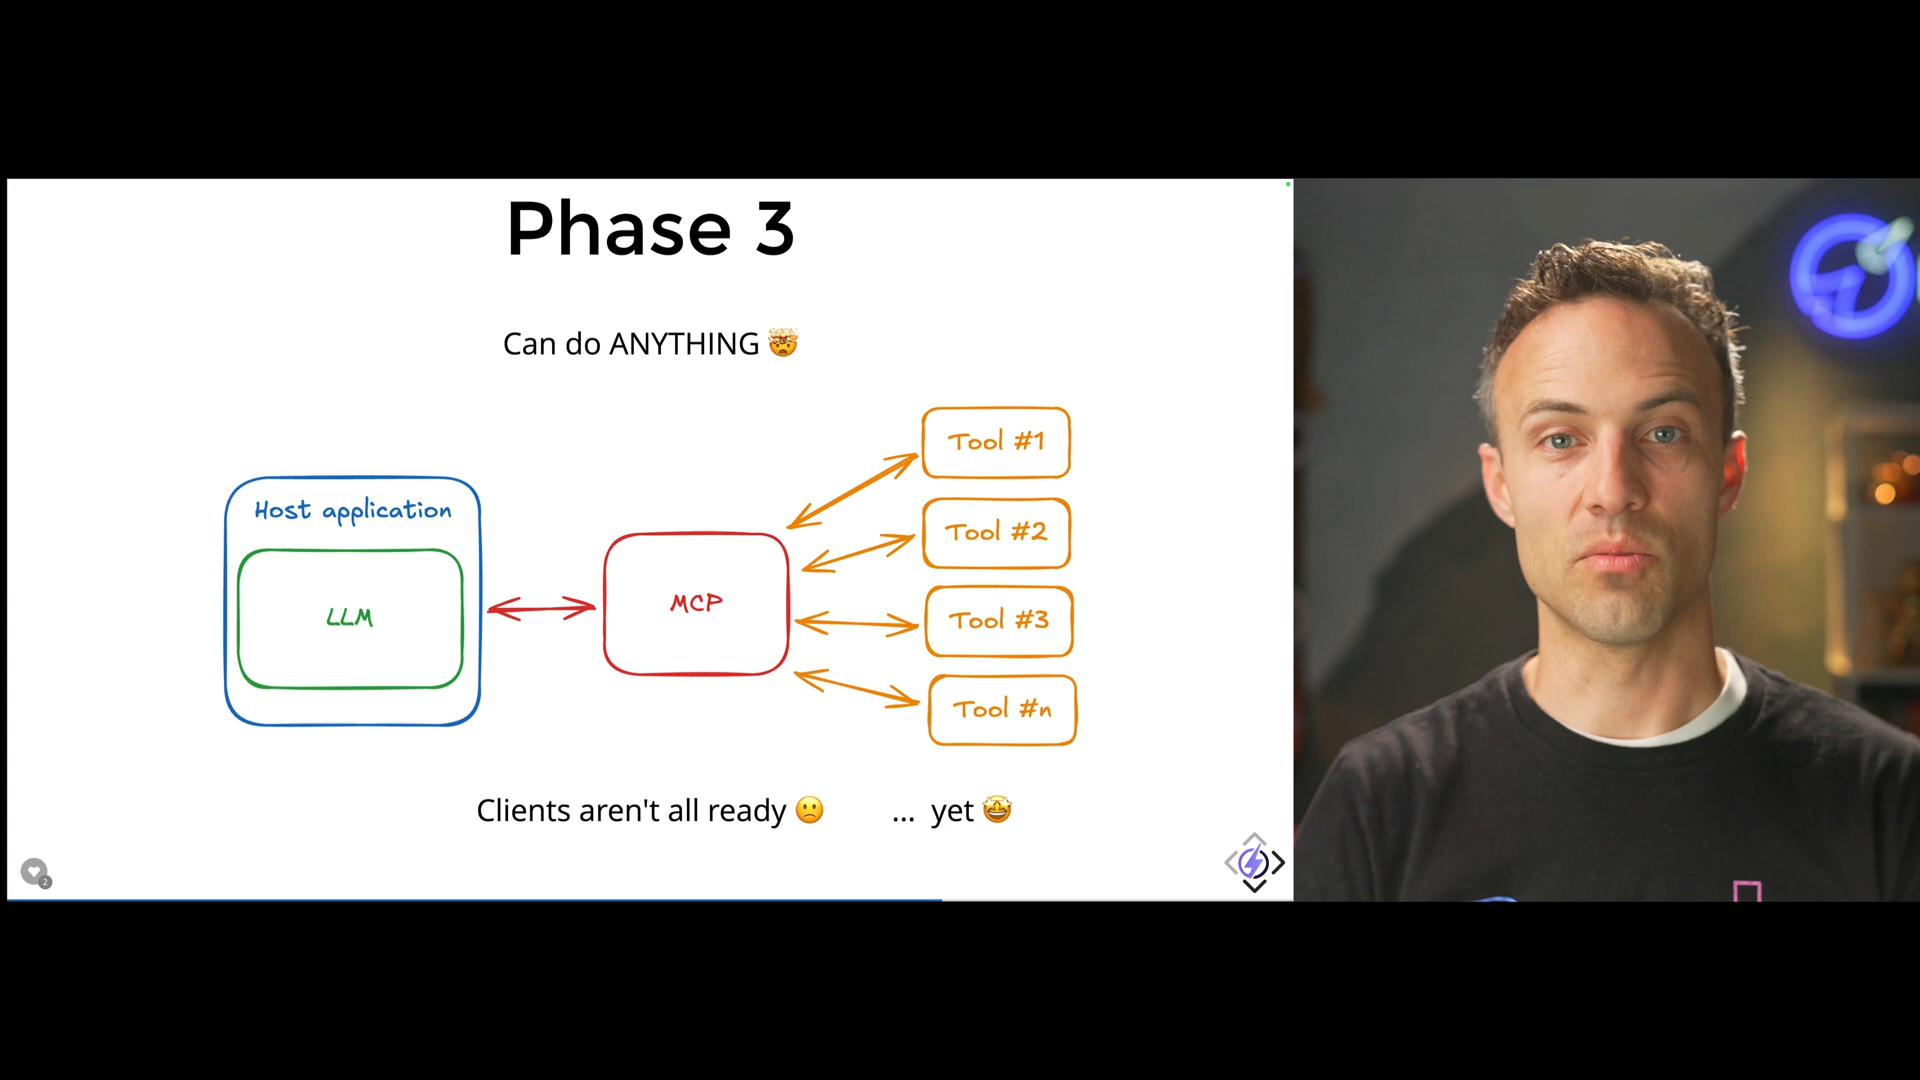 Phase 3
Can do ANYTHING 🤯
Host application
LLM
MCP
Tool #1
Tool #2
Tool #3
Tool #n
Clients aren't all ready 🙁 ... yet 🤩
2